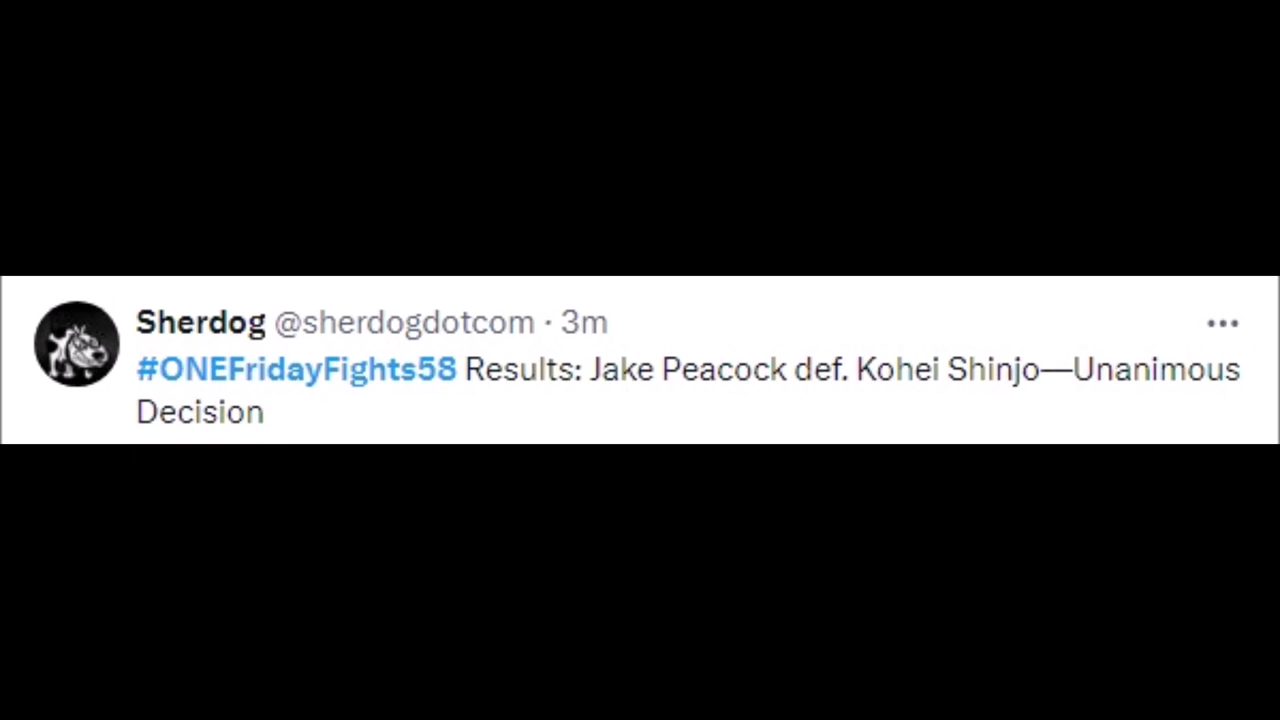 Sherdog @sherdogdotcom · 3m
#ONEFridayFights58 Results: Jake Peacock def. Kohei Shinjo—Unanimous
Decision